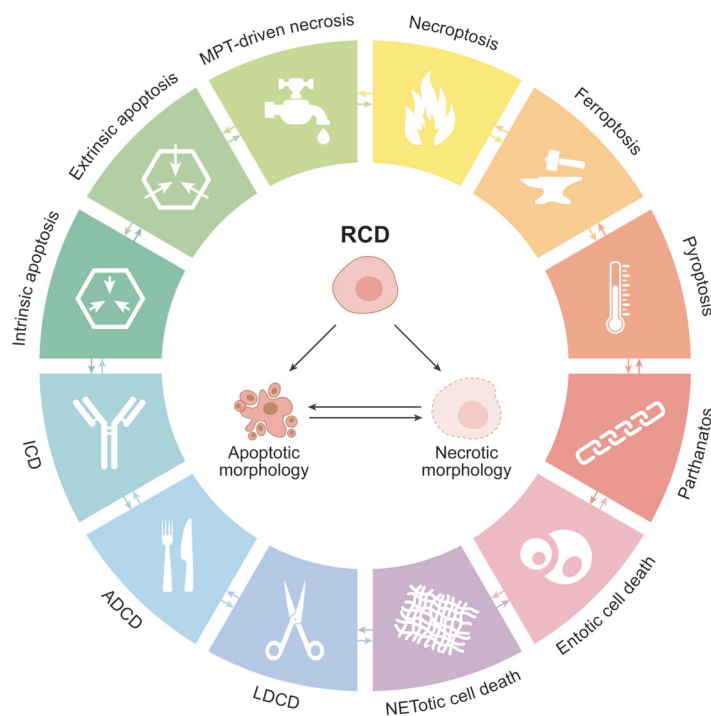 MPT-driven necrosis
Necroptosis
Ferroptosis
Pyroptosis
Parthanatos
Entotic cell death
NETotic cell death
LDCD
ADCD
ICD
Intrinsic apoptosis
Extrinsic apoptosis
RCD
Apoptotic
morphology
Necrotic
morphology